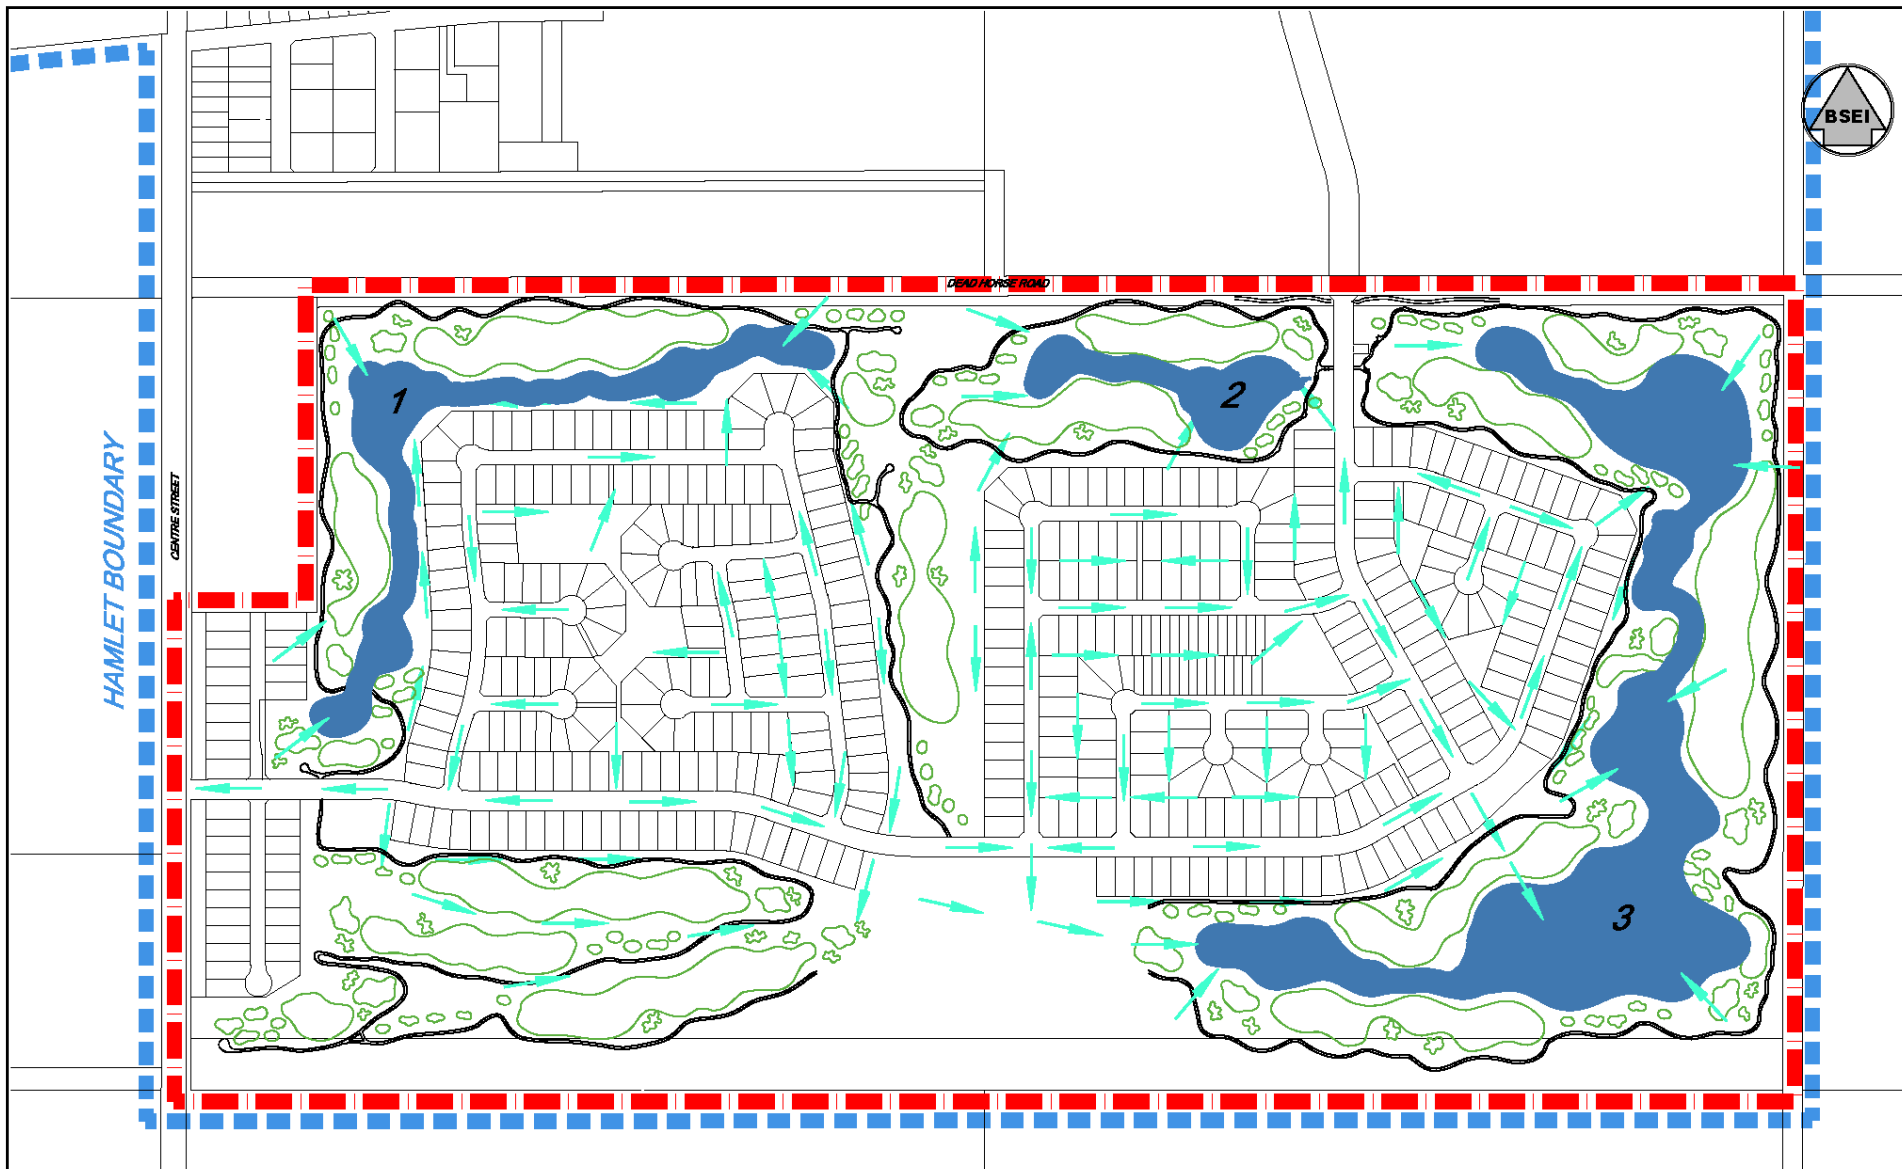 BSEI
DEAD HORSE ROAD
1
2
HAMLET BOUNDARY
CENTRE STREET
3